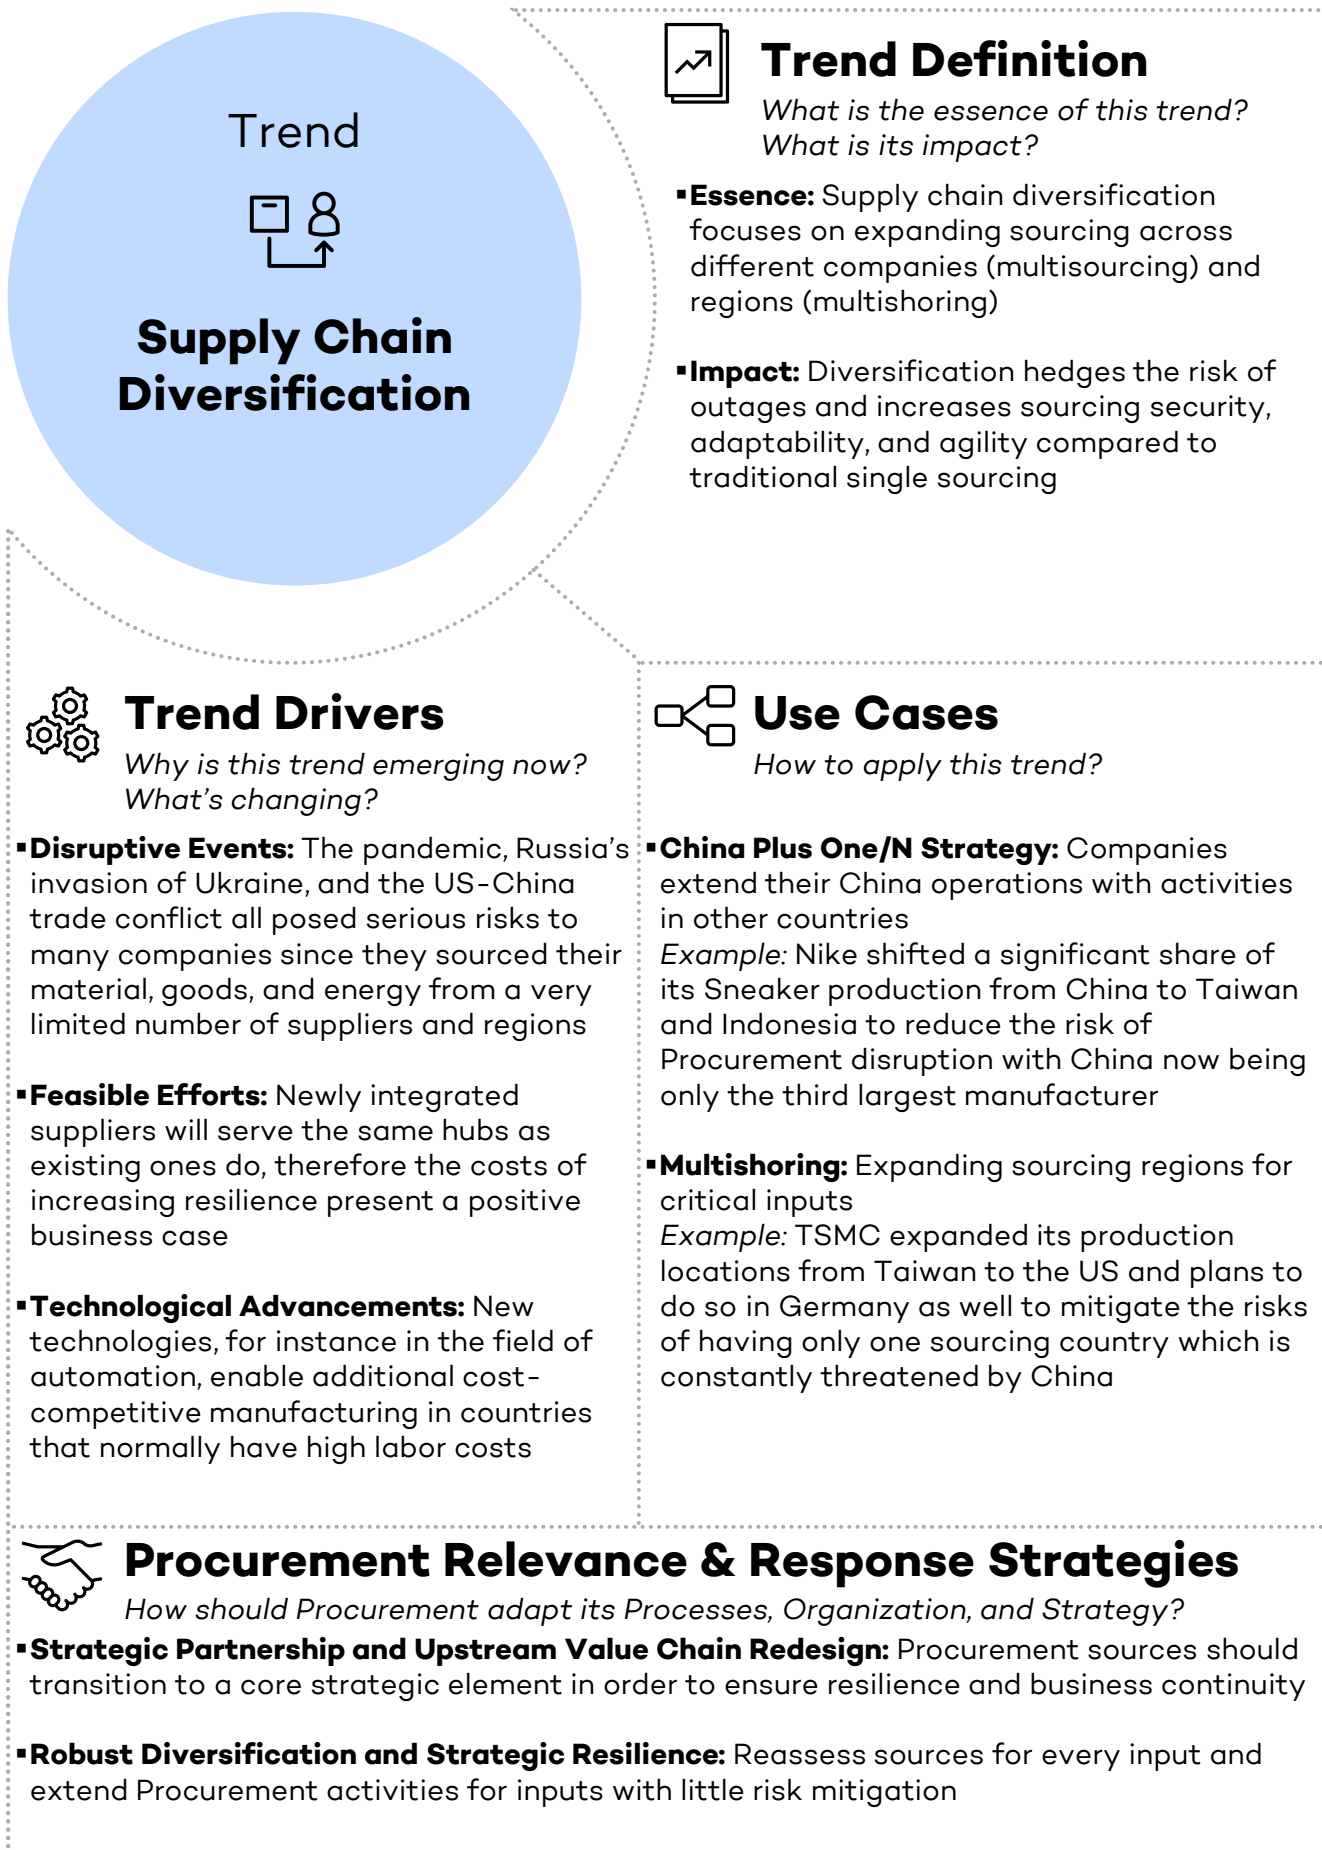 Trend
Supply Chain
Diversification
Trend Definition
What is the essence of this trend?
What is its impact?
▪Essence: Supply chain diversification
focuses on expanding sourcing across
different companies (multisourcing) and
regions (multishoring)
▪Impact: Diversification hedges the risk of
outages and increases sourcing security,
adaptability, and agility compared to
traditional single sourcing
Trend Drivers
Why is this trend emerging now?
What’s changing?
▪Disruptive Events: The pandemic, Russia’s
invasion of Ukraine, and the US-China
trade conflict all posed serious risks to
many companies since they sourced their
material, goods, and energy from a very
limited number of suppliers and regions
▪Feasible Efforts: Newly integrated
suppliers will serve the same hubs as
existing ones do, therefore the costs of
increasing resilience present a positive
business case
▪Technological Advancements: New
technologies, for instance in the field of
automation, enable additional cost-
competitive manufacturing in countries
that normally have high labor costs
Use Cases
How to apply this trend?
▪China Plus One/N Strategy: Companies
extend their China operations with activities
in other countries
Example: Nike shifted a significant share of
its Sneaker production from China to Taiwan
and Indonesia to reduce the risk of
Procurement disruption with China now being
only the third largest manufacturer
▪Multishoring: Expanding sourcing regions for
critical inputs
Example: TSMC expanded its production
locations from Taiwan to the US and plans to
do so in Germany as well to mitigate the risks
of having only one sourcing country which is
constantly threatened by China
Procurement Relevance & Response Strategies
How should Procurement adapt its Processes, Organization, and Strategy?
▪Strategic Partnership and Upstream Value Chain Redesign: Procurement sources should
transition to a core strategic element in order to ensure resilience and business continuity
▪Robust Diversification and Strategic Resilience: Reassess sources for every input and
extend Procurement activities for inputs with little risk mitigation